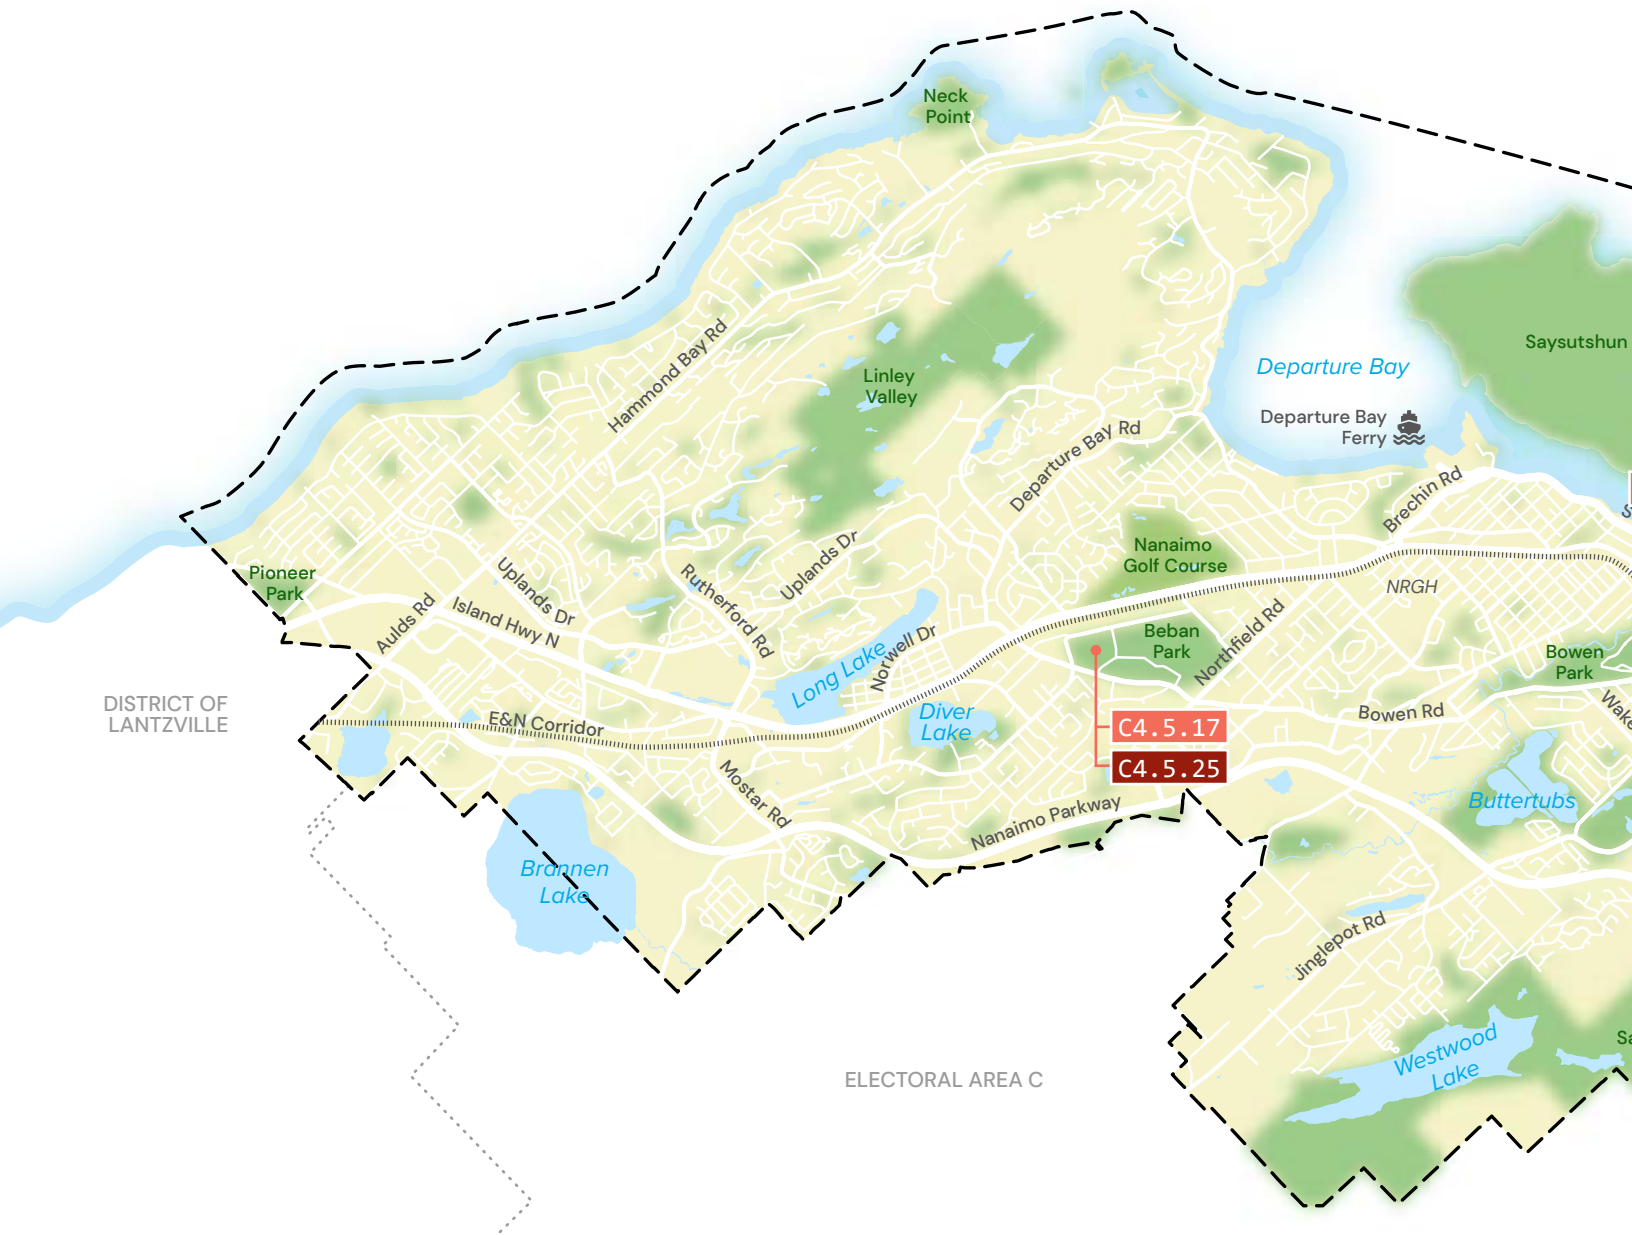 Neck
Point
Saysutshun
Departure Bay
Hammond Bay Rd
Linley
Valley
Departure Bay
Ferry
Departure Bay Rd
Brechin Rd
Nanaimo
Golf Course
Pioneer
Park
Uplands Dr
Uplands Dr
Rutherford Rd
Aulds Rd
Island Hwy N
NRGH
Northfield Rd
Beban
Park
Norwell Dr
Long Lake
Bowen
Park
DISTRICT OF
LANTZVILLE
E&N Corridor
Diver
Lake
Bowen Rd
C4.5.17
C4.5.25
Mostar Rd
Nanaimo Parkway
Buttertubs
Brannen
Lake
Jinglepot Rd
Westwood
Lake
ELECTORAL AREA C